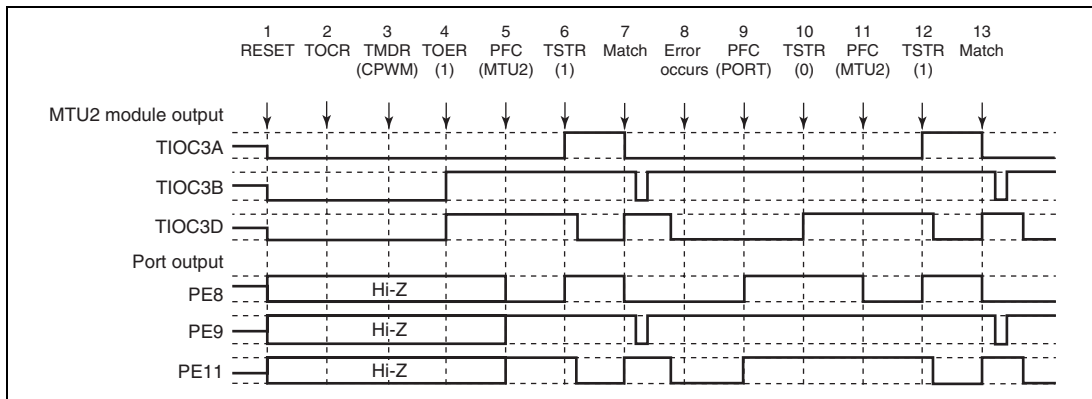 1 2 3 4 5 6 7 8 9 10 11 12 13
RESET TOCR TMDR TOER PFC TSTR Match Error PFC TSTR PFC TSTR Match
(CPWM) (1) (MTU2) (1) occurs (PORT) (0) (MTU2) (1)
MTU2 module output
TIOC3A
TIOC3B
TIOC3D
Port output
PE8 Hi-Z
PE9 Hi-Z
PE11 Hi-Z